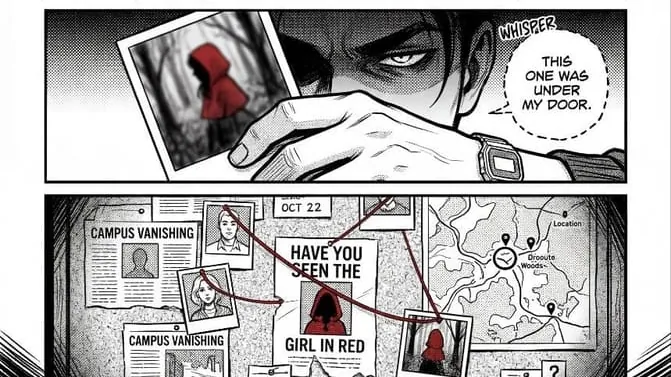 WHISPER
THIS
ONE WAS
UNDER
MY DOOR.
OCT 22
CAMPUS VANISHING
HAVE YOU
SEEN THE
GIRL IN RED
Location
Drooute
Woods
CAMPUS VANISHING
?